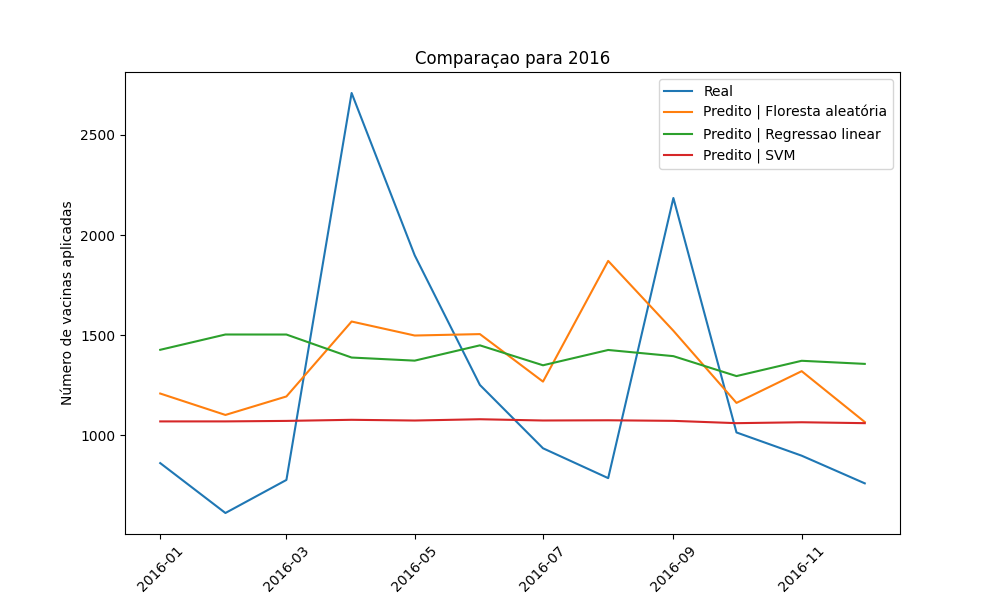 Comparaçao para 2016
Real
Predito | Floresta aleatória
Predito | Regressao linear
Predito | SVM
Número de vacinas aplicadas
2500
2000
1500
1000
2016-01
2016-03
2016-05
2016-07
2016-09
2016-11